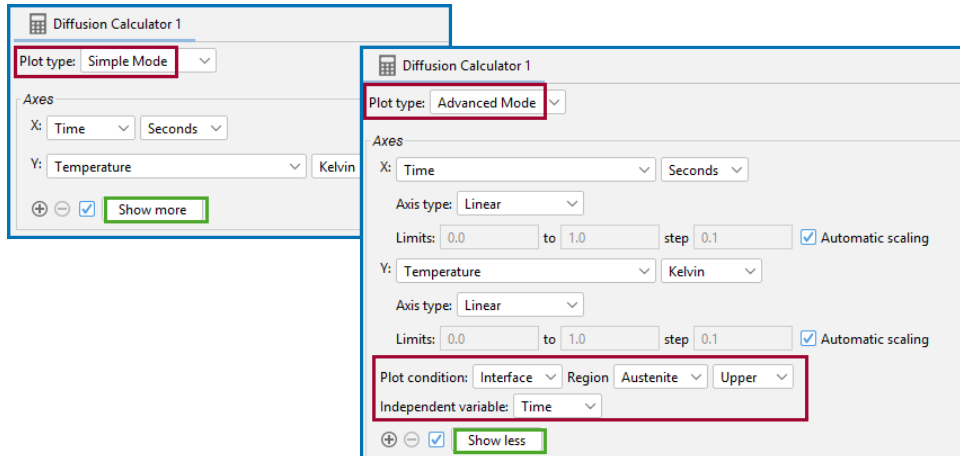 Diffusion Calculator 1
Plot type: Simple Mode
Axes
X: Time Seconds
Y: Temperature Kelvin
Show more
Diffusion Calculator 1
Plot type: Advanced Mode
Axes
X: Time Seconds
Axis type: Linear
Limits: 0.0 to 1.0 step 0.1 Automatic scaling
Y: Temperature Kelvin
Axis type: Linear
Limits: 0.0 to 1.0 step 0.1 Automatic scaling
Plot condition: Interface Region Austenite Upper
Independent variable: Time
Show less